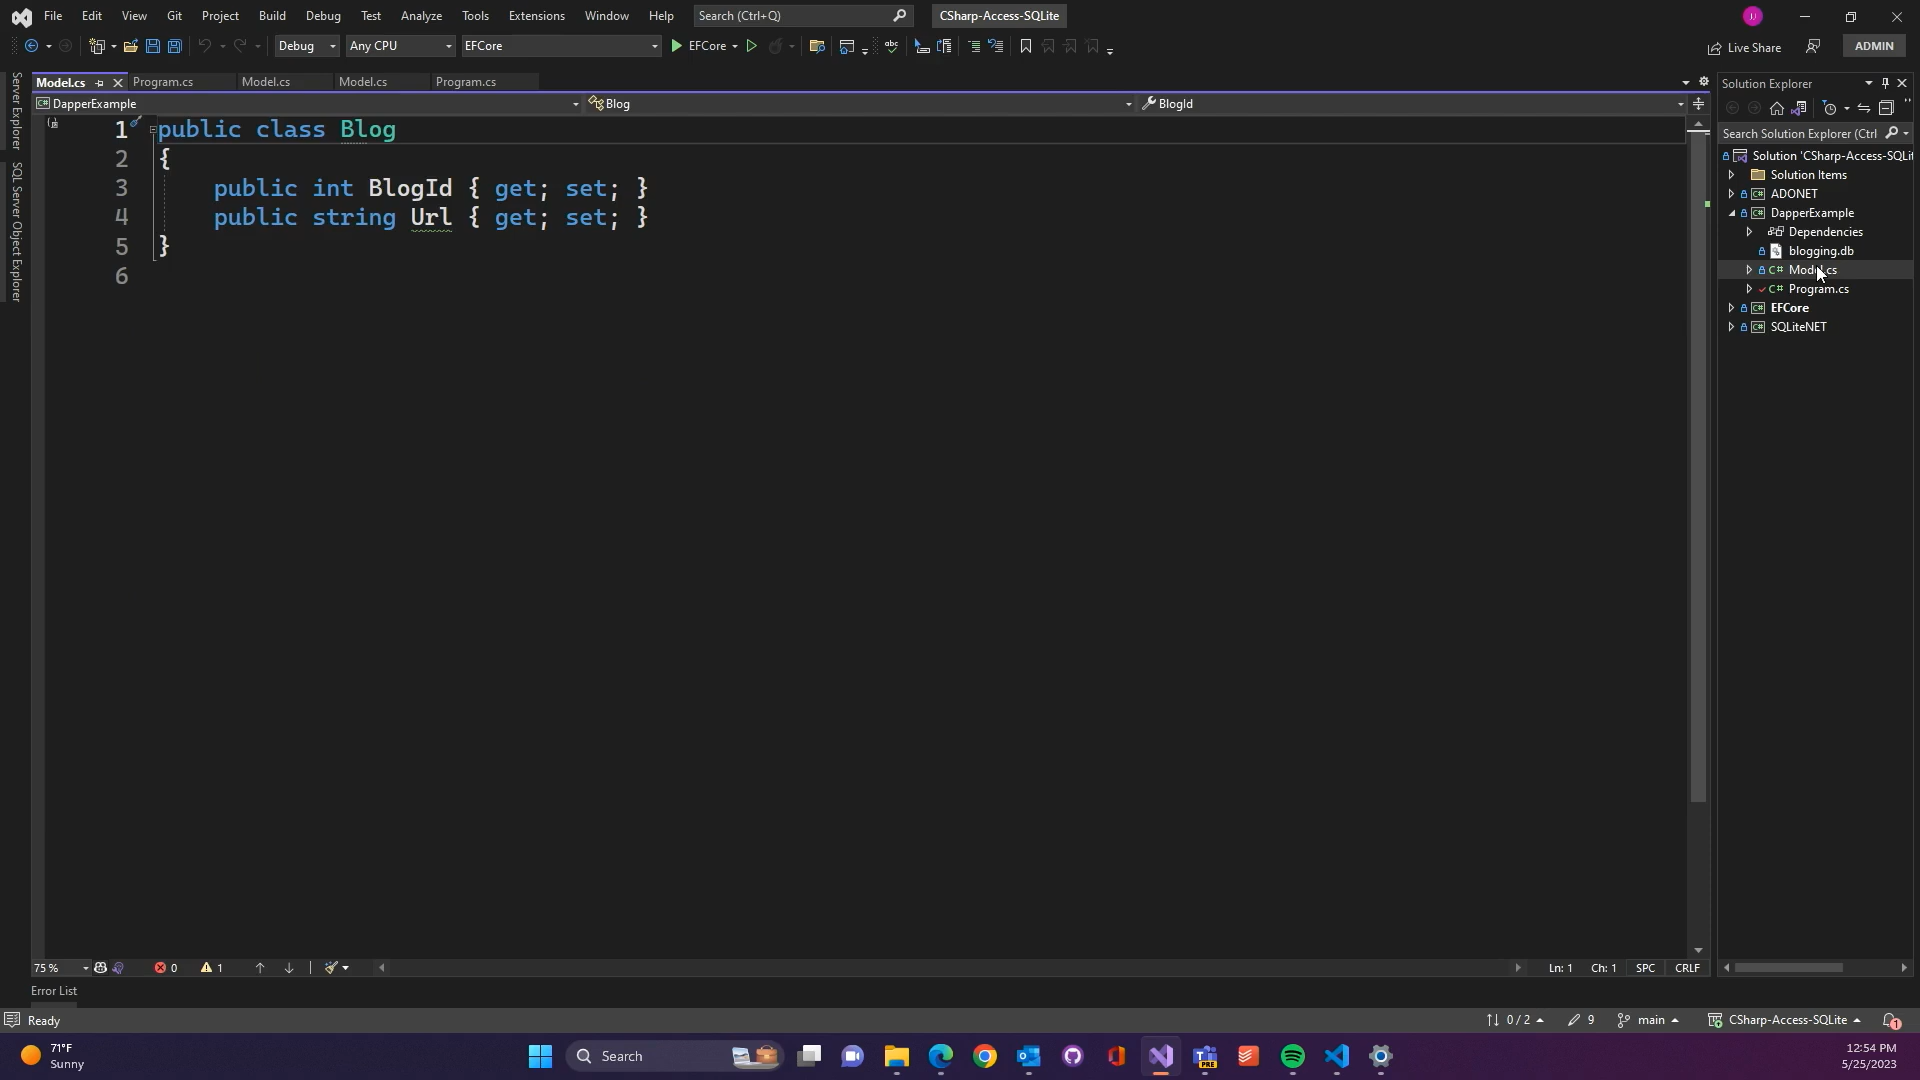 File Edit View Git Project Build Debug Test Analyze Tools Extensions Window Help Search (Ctrl+Q) CSharp-Access-SQLite JJ
Debug Any CPU EFCore EFCore Live Share ADMIN
Server Explorer
SQL Server Object Explorer
Model.cs Program.cs Model.cs Model.cs Program.cs
DapperExample Blog BlogId
1 public class Blog
2 {
3 public int BlogId { get; set; }
4 public string Url { get; set; }
5 }
6
Solution Explorer
Search Solution Explorer (Ctrl
Solution 'CSharp-Access-SQLit
Solution Items
ADONET
DapperExample
Dependencies
blogging.db
Model.cs
Program.cs
EFCore
SQLiteNET
75 % 0 1 Ln: 1 Ch: 1 SPC CRLF
Error List
Ready 0 / 2 9 main CSharp-Access-SQLite 1
71°F
Sunny
Search
PRE
12:54 PM
5/25/2023